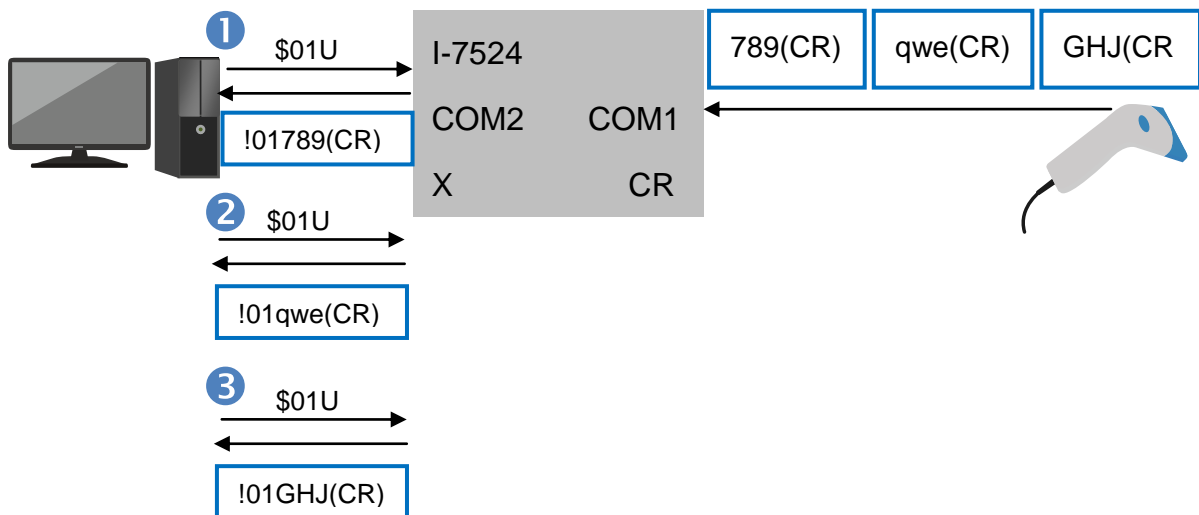 1
$01U
!01789(CR)
I-7524
COM2 COM1
X CR
789(CR) qwe(CR) GHJ(CR
2
$01U
!01qwe(CR)
3
$01U
!01GHJ(CR)